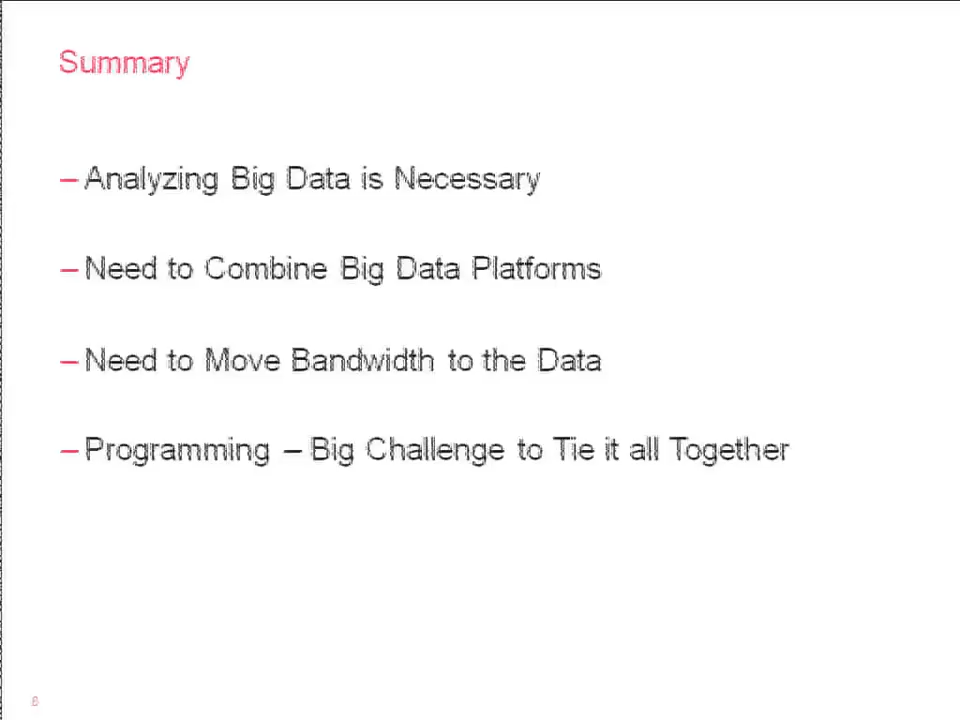 Summary
– Analyzing Big Data is Necessary
– Need to Combine Big Data Platforms
– Need to Move Bandwidth to the Data
– Programming – Big Challenge to Tie it all Together